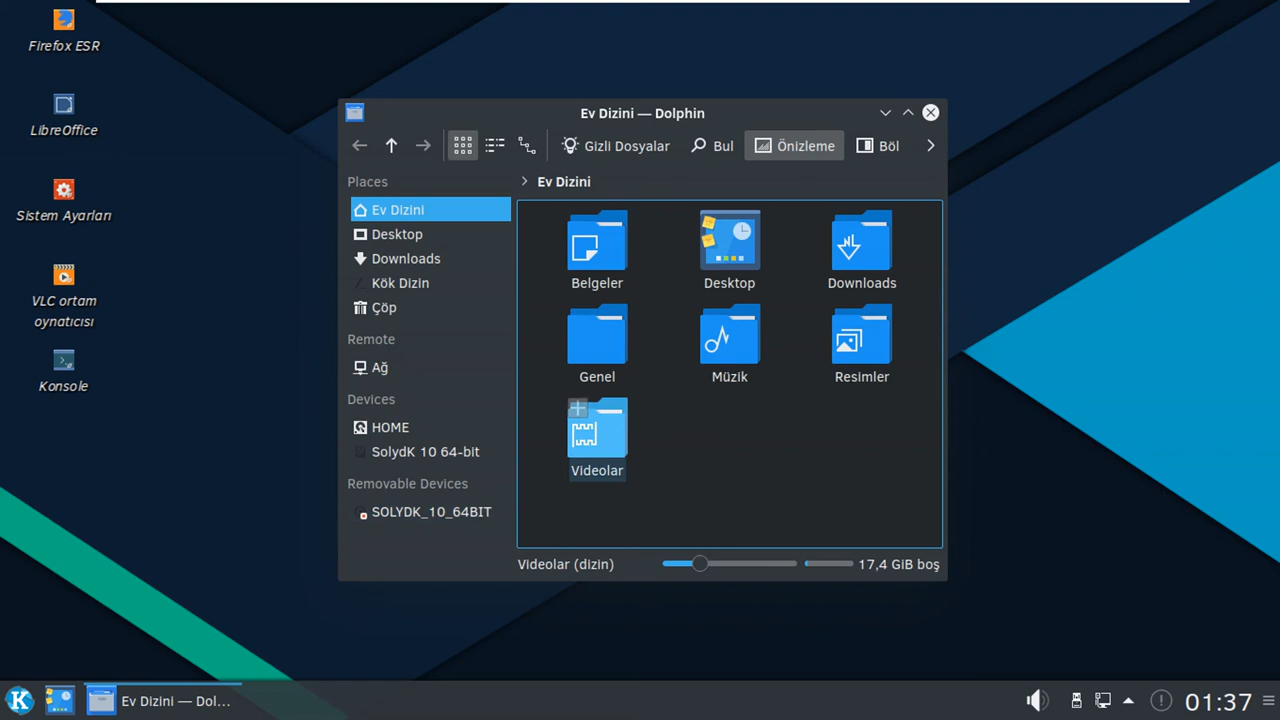 Firefox ESR
LibreOffice
Sistem Ayarları
VLC ortam
oynatıcısı
Konsole
Ev Dizini — Dolphin
Gizli Dosyalar
Bul
Önizleme
Böl
Places
Ev Dizini
Desktop
Downloads
Kök Dizin
Çöp
Remote
Ağ
Devices
HOME
SolydK 10 64-bit
Removable Devices
SOLYDK_10_64BIT
Ev Dizini
Belgeler
Desktop
Downloads
Genel
Müzik
Resimler
Videolar
Videolar (dizin)
17,4 GiB boş
Ev Dizini — Dol...
01:37